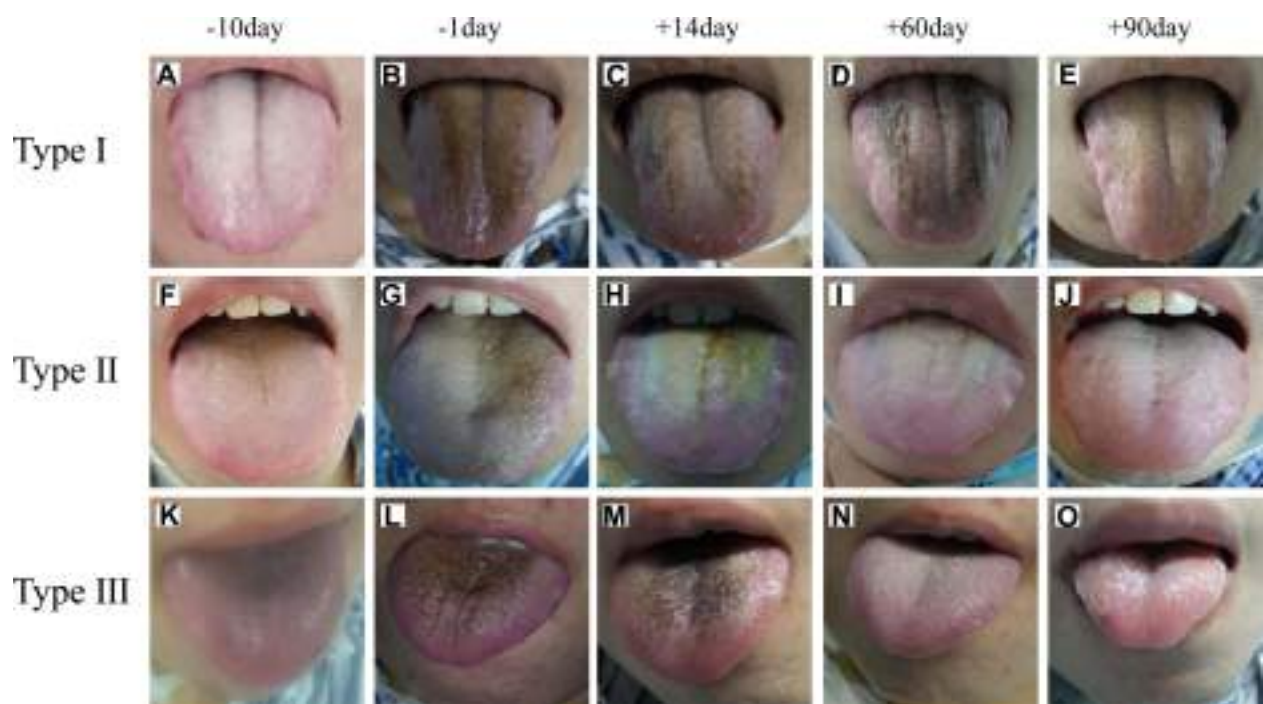 -10day -1day +14day +60day +90day
Type I A B C D E
Type II F G H I J
Type III K L M N O